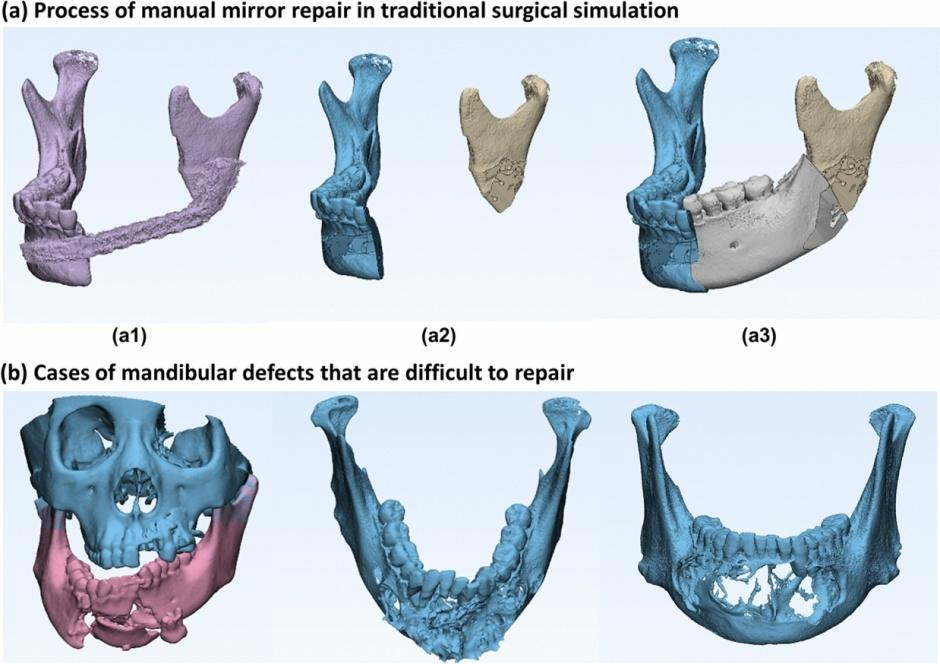 (a) Process of manual mirror repair in traditional surgical simulation
(a1)
(a2)
(a3)
(b) Cases of mandibular defects that are difficult to repair